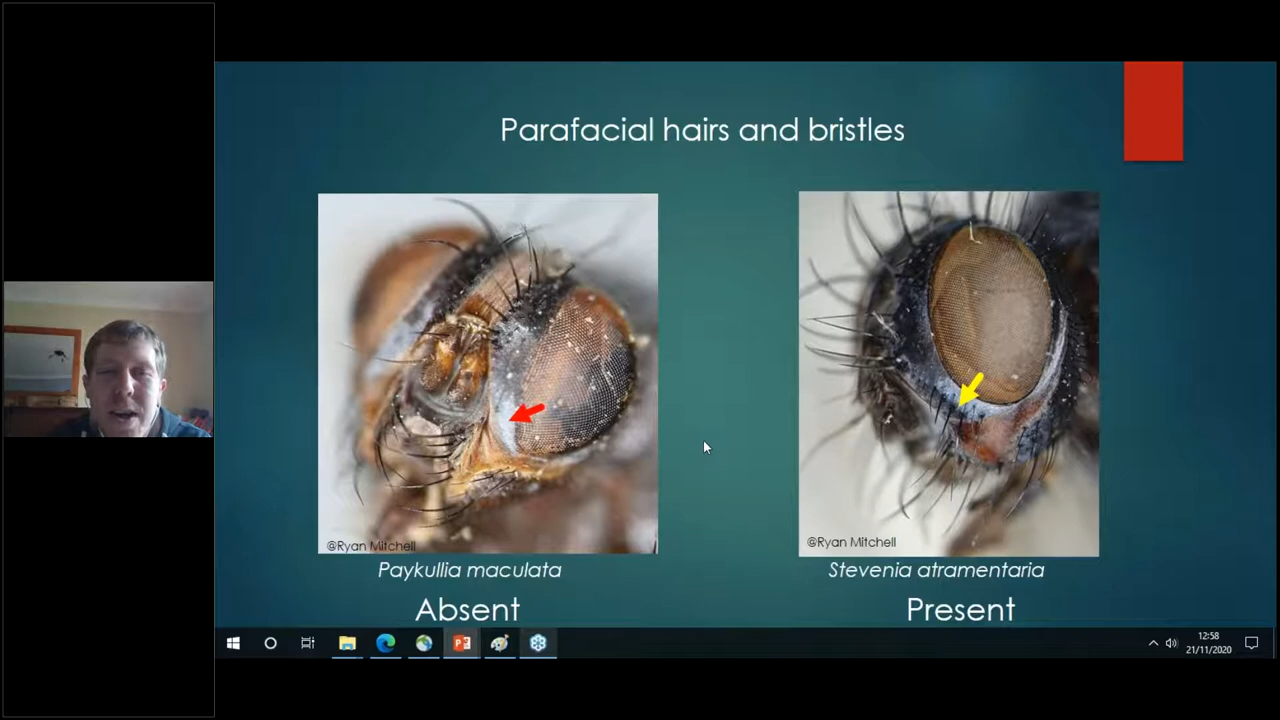 Parafacial hairs and bristles
@Ryan Mitchell
@Ryan Mitchell
Paykullia maculata
Stevenia atramentaria
Absent
Present
12:58
21/11/2020